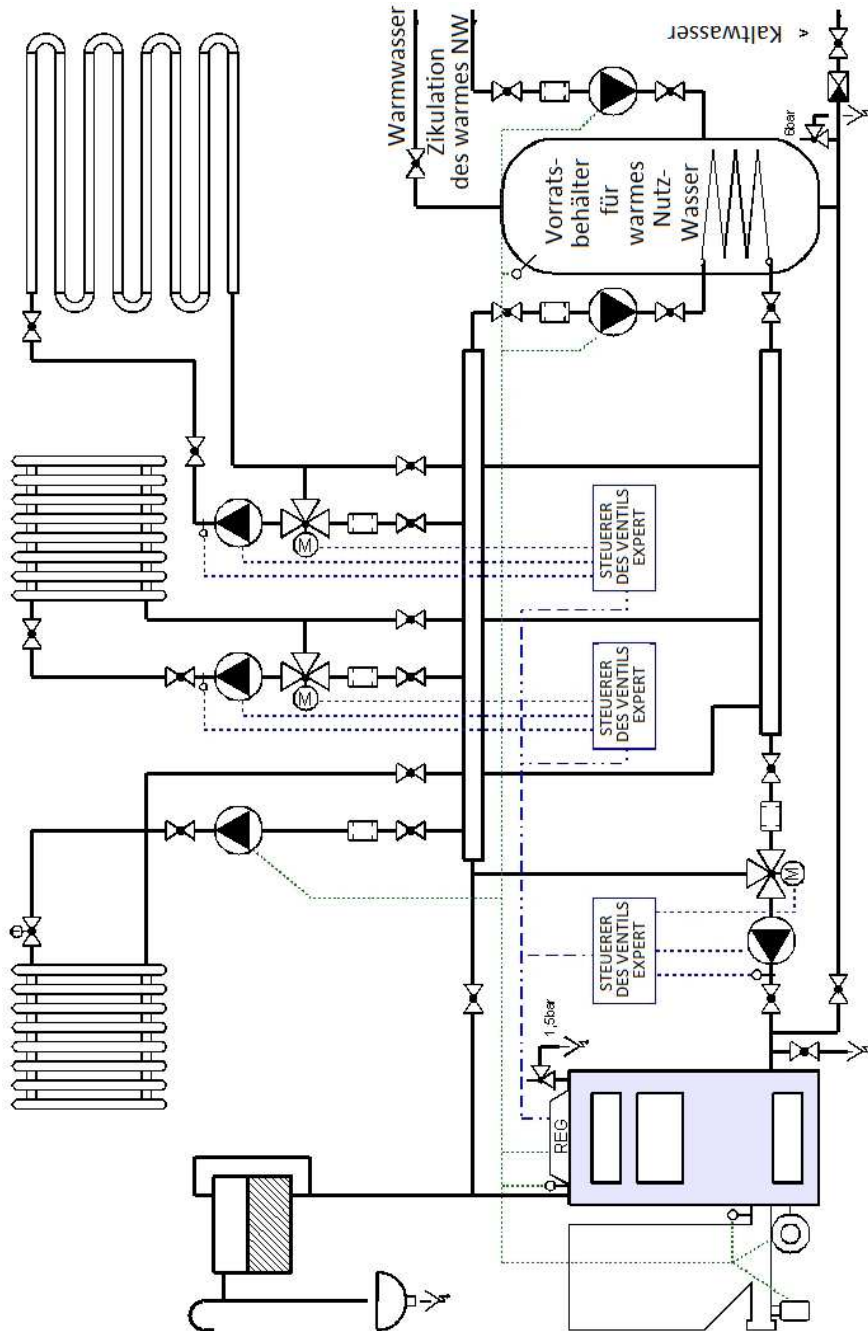 Kaltwasser
>
Warmwasser
Zikulation
des warmes NW
6bar
Vorrats-
behälter
für
warmes
Nutz-
Wasser
M
STEUERER
DES VENTILS
EXPERT
M
STEUERER
DES VENTILS
EXPERT
STEUERER
DES VENTILS
EXPERT
M
1,5bar
REG